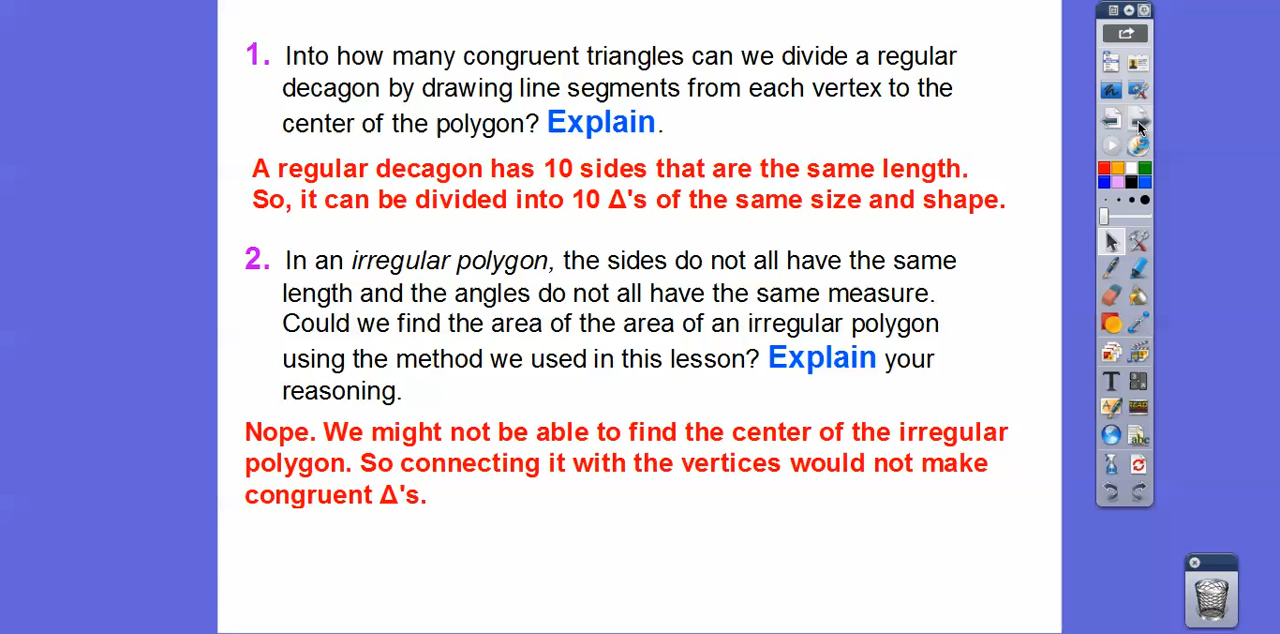 1. Into how many congruent triangles can we divide a regular
decagon by drawing line segments from each vertex to the
center of the polygon? Explain.
A regular decagon has 10 sides that are the same length.
So, it can be divided into 10 Δ's of the same size and shape.
2. In an irregular polygon, the sides do not all have the same
length and the angles do not all have the same measure.
Could we find the area of the area of an irregular polygon
using the method we used in this lesson? Explain your
reasoning.
Nope. We might not be able to find the center of the irregular
polygon. So connecting it with the vertices would not make
congruent Δ's.
T
abc